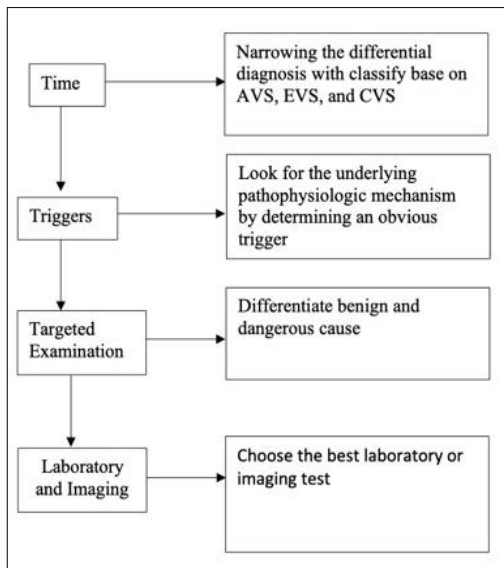 Time
Narrowing the differential
diagnosis with classify base on
AVS, EVS, and CVS
Triggers
Look for the underlying
pathophysiologic mechanism
by determining an obvious
trigger
Targeted
Examination
Differentiate benign and
dangerous cause
Laboratory
and Imaging
Choose the best laboratory or
imaging test